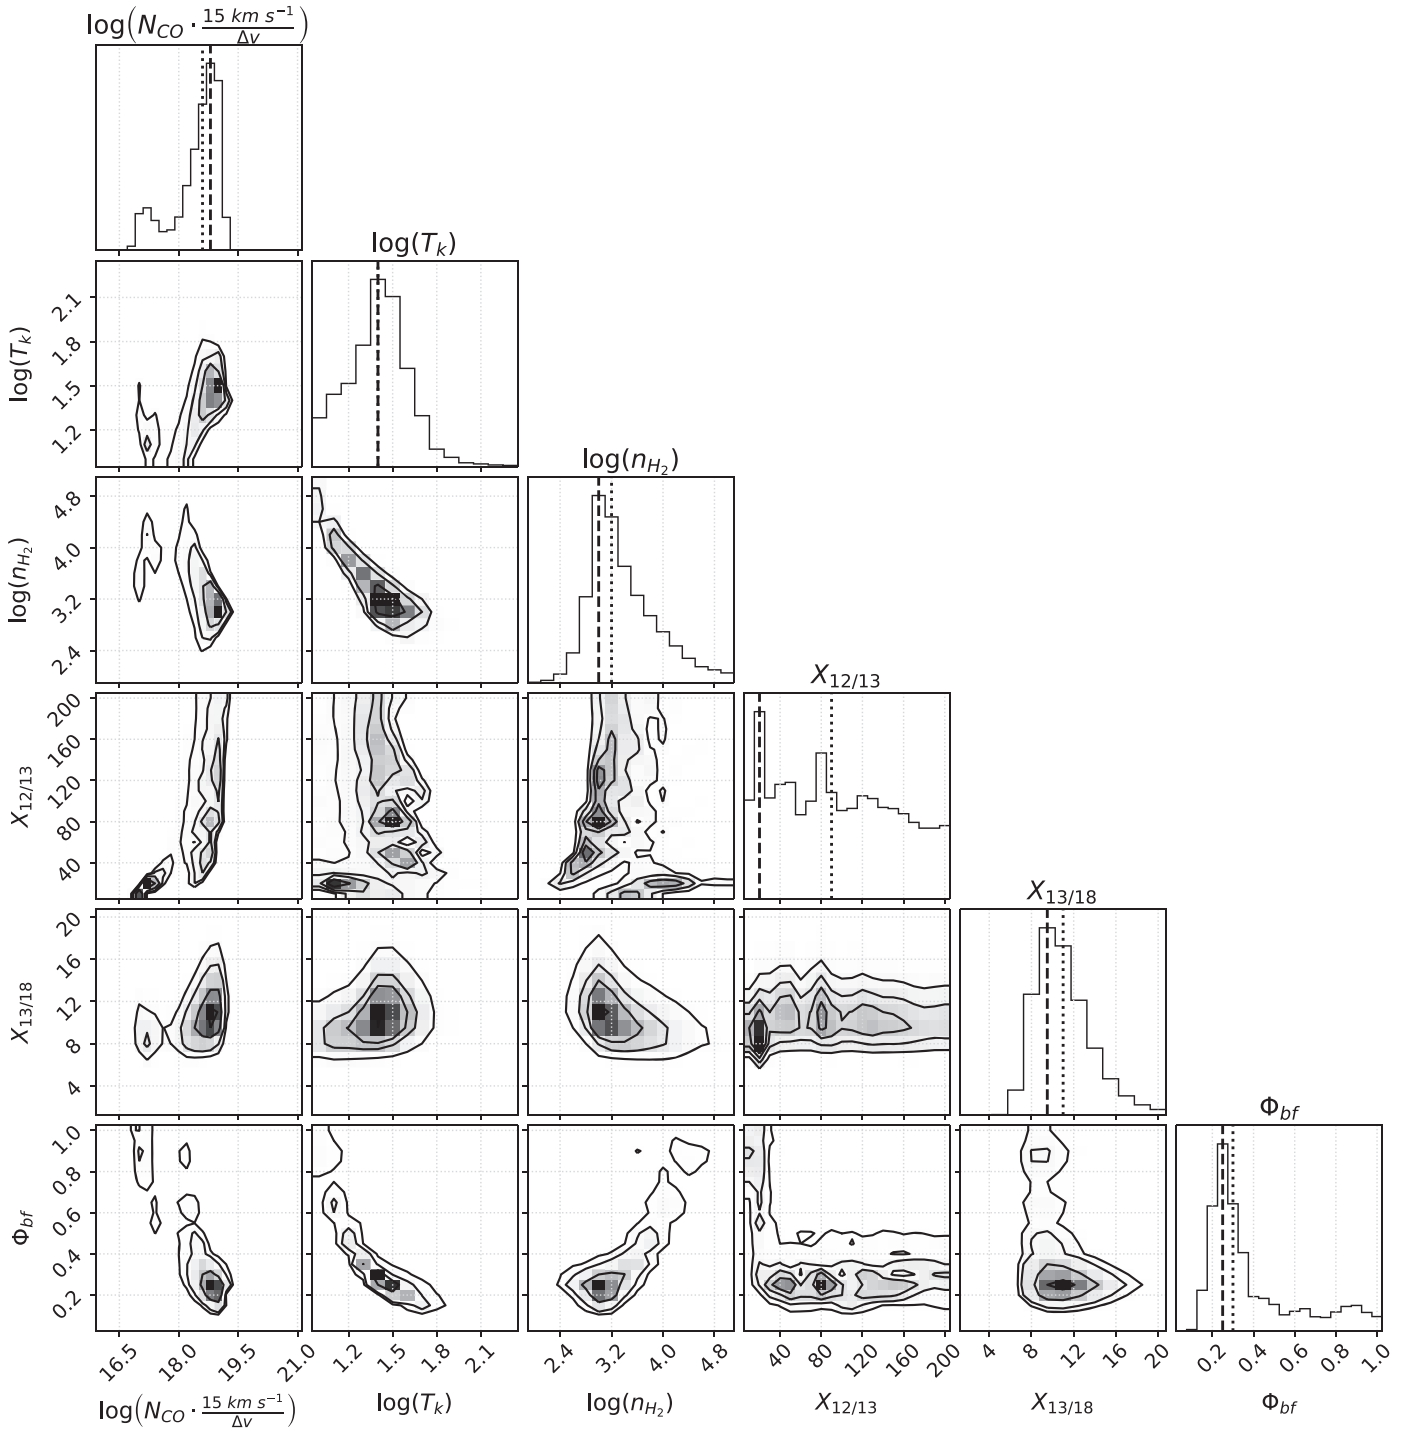 log(N_CO · 15 km s⁻¹/Δv)
log(T_k)
2.1
1.8
1.5
1.2
log(T_k)
log(n_H₂)
4.8
4.0
3.2
2.4
log(n_H₂)
X_12/13
200
160
120
80
40
X_12/13
X_13/18
20
16
12
8
4
X_13/18
Φ_bf
1.0
0.8
0.6
0.4
0.2
Φ_bf
16.5 18.0 19.5 21.0 1.2 1.5 1.8 2.1 2.4 3.2 4.0 4.8 40 80 120 160 200 4 8 12 16 20 0.2 0.4 0.6 0.8 1.0
log(N_CO · 15 km s⁻¹/Δv) log(T_k) log(n_H₂) X_12/13 X_13/18 Φ_bf